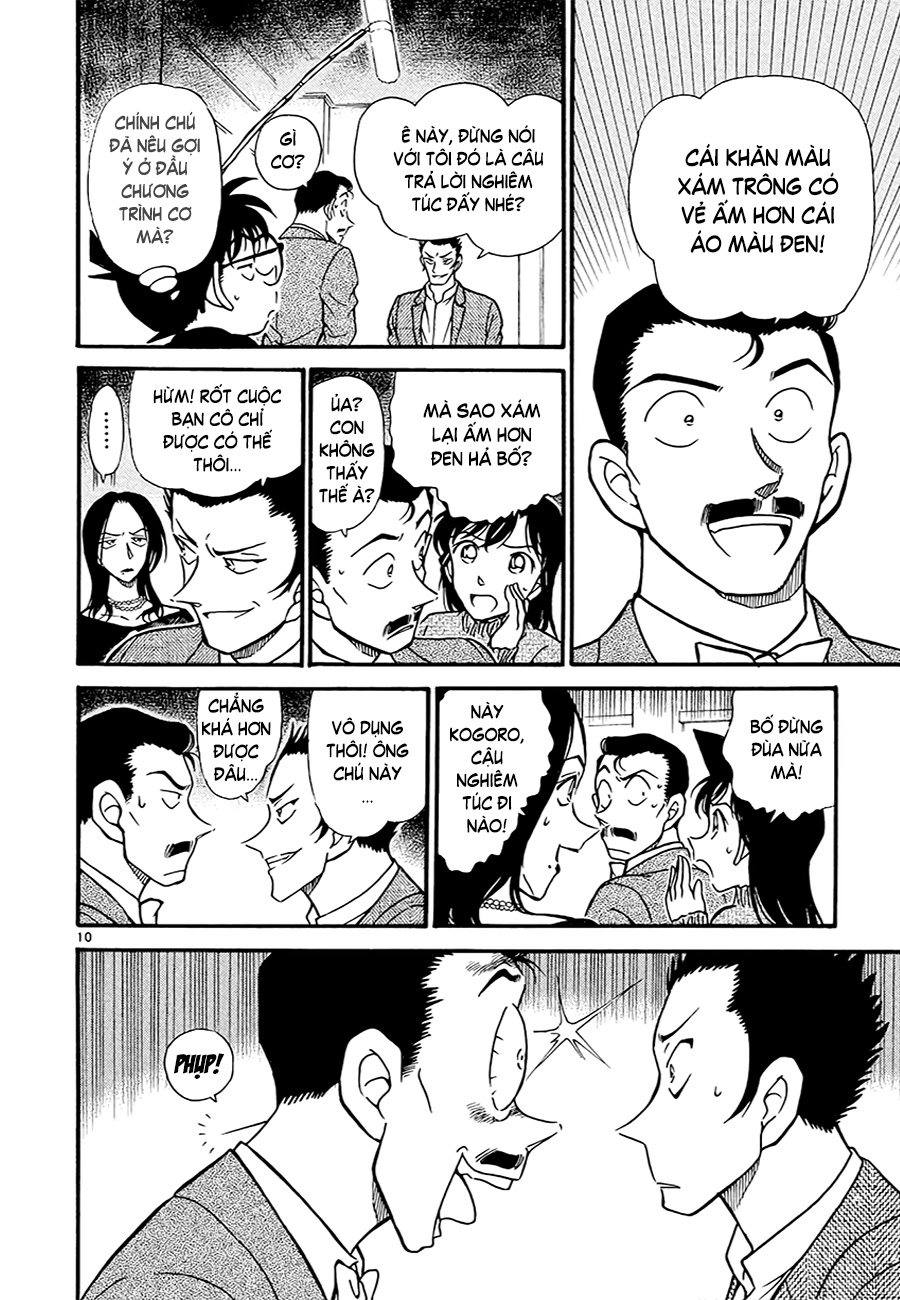 CÁI KHĂN MÀU
XÁM TRÔNG CÓ
VẺ ẤM HƠN CÁI
ÁO MÀU ĐEN!
Ê NÀY, ĐỪNG NÓI
VỚI TÔI ĐÓ LÀ CÂU
TRẢ LỜI NGHIÊM
TÚC ĐẤY NHÉ?
GÌ
CƠ?
CHÍNH CHÚ
ĐÃ NÊU GỢI
Ý Ở ĐẦU
CHƯƠNG
TRÌNH CƠ
MÀ?
MÀ SAO XÁM
LẠI ẤM HƠN
ĐEN HẢ BỐ?
ỦA?
CON
KHÔNG
THẤY
THẾ À?
HỪM! RỐT CUỘC
BẠN CÔ CHỈ
ĐƯỢC CÓ THẾ
THÔI...
......
BỐ ĐỪNG
ĐÙA NỮA
MÀ!
NÀY
KOGORO,
CẬU
NGHIÊM
TÚC ĐI
NÀO!
VÔ DỤNG
THÔI! ÔNG
CHÚ NÀY
...
CHẲNG
KHÁ HƠN
ĐƯỢC
ĐÂU...
10
PHỤP!